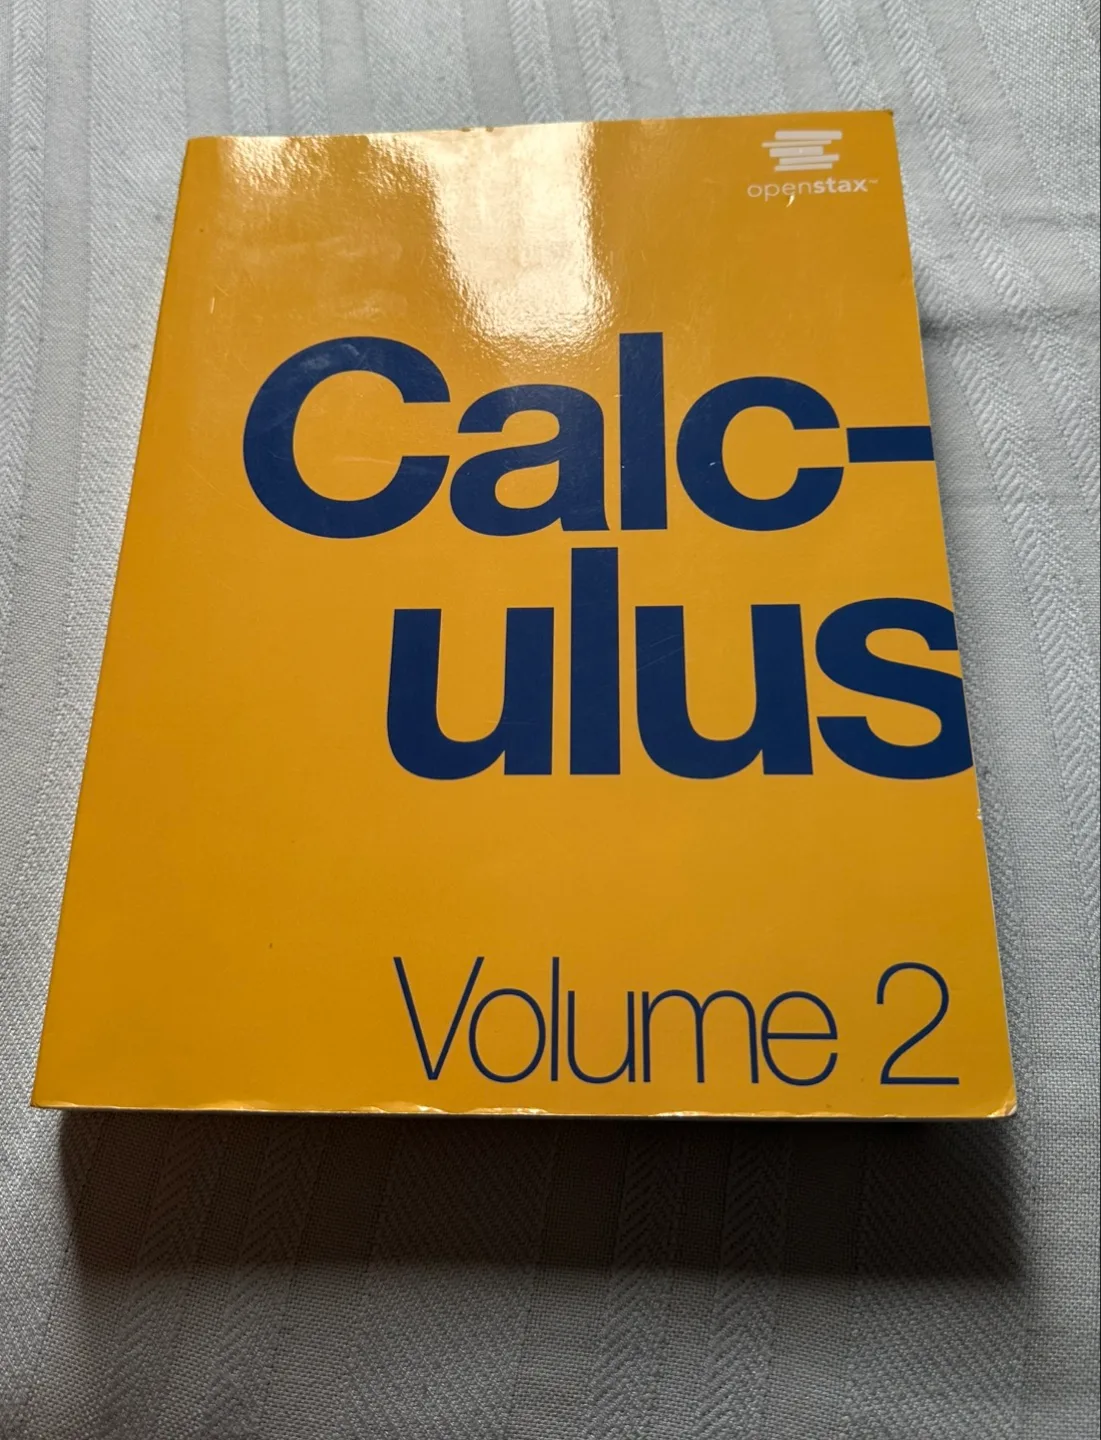 openstax™
Calc-
ulus
Volume 2